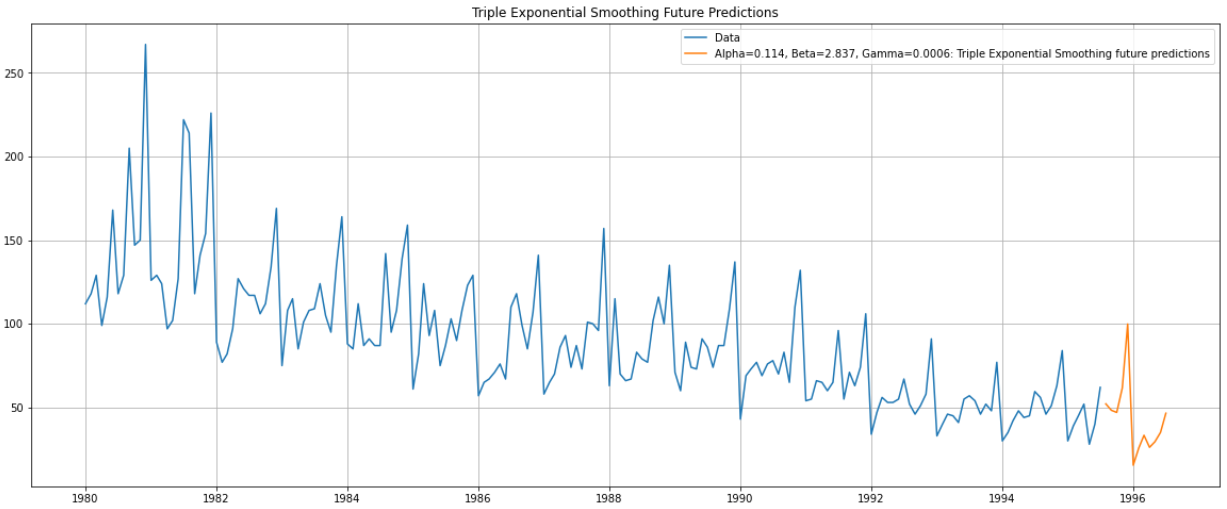 Triple Exponential Smoothing Future Predictions
Data
Alpha=0.114, Beta=2.837, Gamma=0.0006: Triple Exponential Smoothing future predictions
250
200
150
100
50
1980 1982 1984 1986 1988 1990 1992 1994 1996